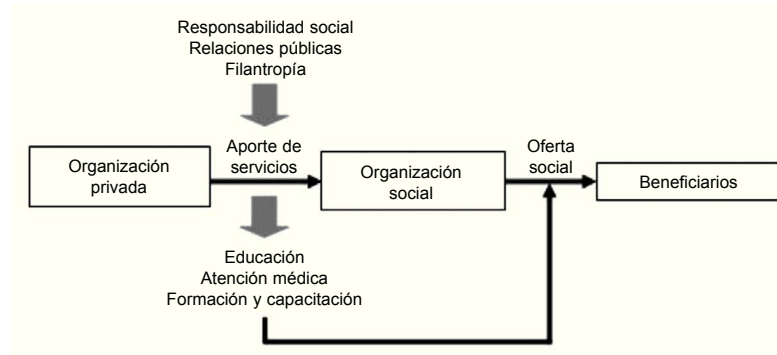 Responsabilidad social
Relaciones públicas
Filantropía
Aporte de
servicios
Oferta
social
Organización
privada
Organización
social
Beneficiarios
Educación
Atención médica
Formación y capacitación